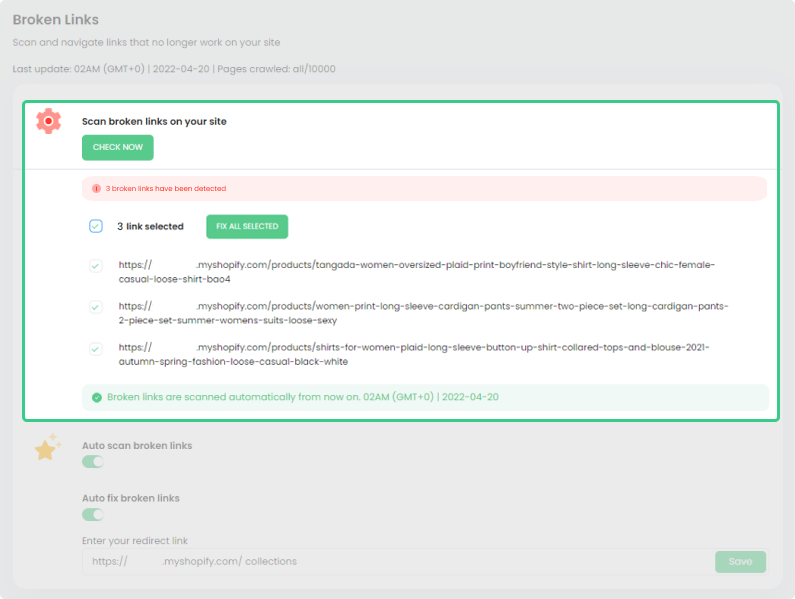 Broken Links
Scan and navigate links that no longer work on your site
Last update: 02AM (GMT+0) | 2022-04-20 | Pages crawled: all/10000
Scan broken links on your site
CHECK NOW
3 broken links have been detected
3 link selected
FIX ALL SELECTED
https:// .myshopify.com/products/tangada-women-oversized-plaid-print-boyfriend-style-shirt-long-sleeve-chic-female-
casual-loose-shirt-bao4
https:// .myshopify.com/products/women-print-long-sleeve-cardigan-pants-summer-two-piece-set-long-cardigan-pants-
2-piece-set-summer-womens-suits-loose-sexy
https:// .myshopify.com/products/shirts-for-women-plaid-long-sleeve-button-up-shirt-collared-tops-and-blouse-2021-
autumn-spring-fashion-loose-casual-black-white
Broken links are scanned automatically from now on. 02AM (GMT+0) | 2022-04-20
Auto scan broken links
Auto fix broken links
Enter your redirect link
https:// .myshopify.com/ collections
Save